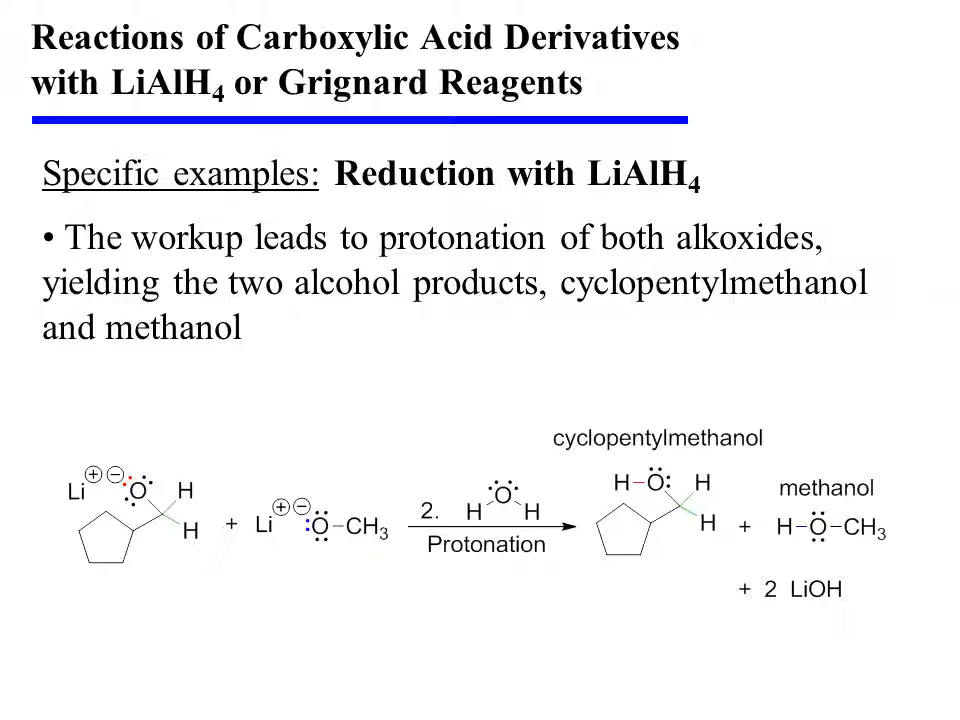 Reactions of Carboxylic Acid Derivatives
with LiAlH₄ or Grignard Reagents
Specific examples: Reduction with LiAlH₄
• The workup leads to protonation of both alkoxides,
yielding the two alcohol products, cyclopentylmethanol
and methanol
cyclopentylmethanol
methanol
Li ⊕ ⊖ O H H + Li ⊕ ⊖ O–CH₃ 2. H O H H–O H H + H–O–CH₃
Protonation
+ 2 LiOH